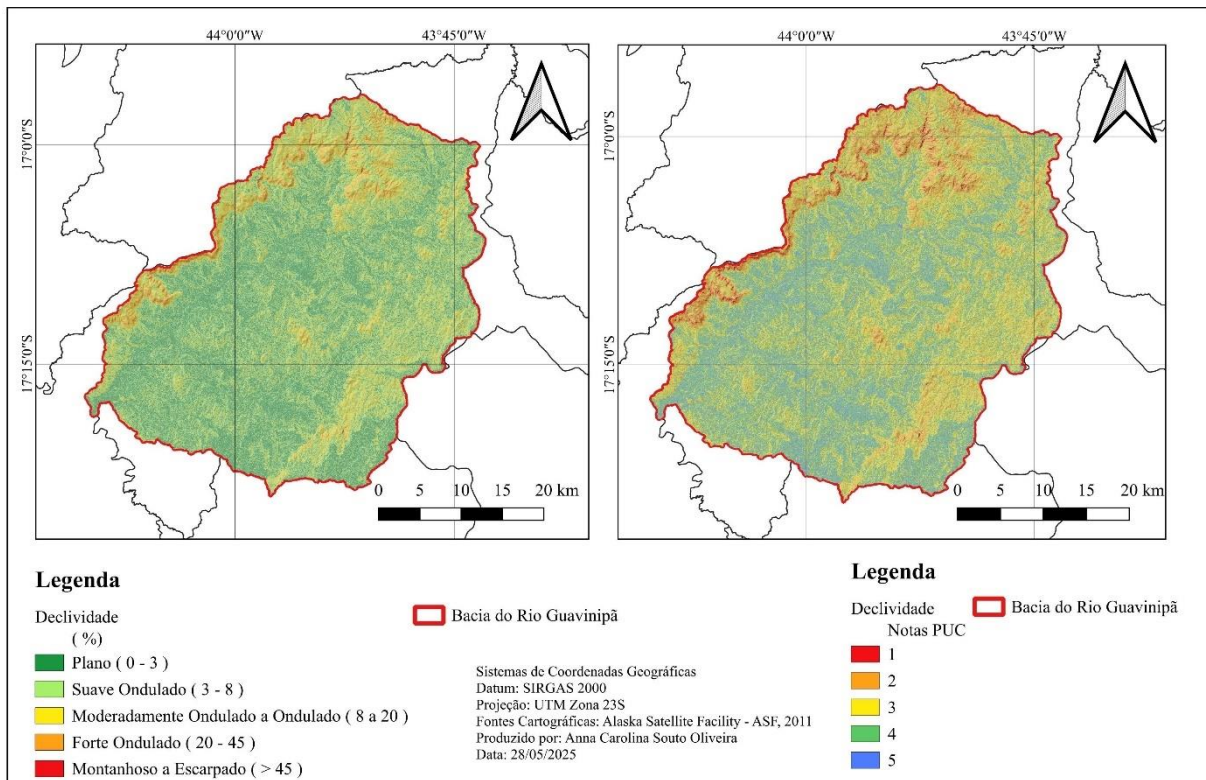 44°0'0"W 43°45'0"W
44°0'0"W 43°45'0"W
17°0'0"S
17°15'0"S
17°0'0"S
17°15'0"S
0 5 10 15 20 km
0 5 10 15 20 km
Legenda
Declividade
( %)
Plano ( 0 - 3 )
Suave Ondulado ( 3 - 8 )
Moderadamente Ondulado a Ondulado ( 8 a 20 )
Forte Ondulado ( 20 - 45 )
Montanhoso a Escarpado ( > 45 )
Bacia do Rio Guavinipã
Sistemas de Coordenadas Geográficas
Datum: SIRGAS 2000
Projeção: UTM Zona 23S
Fontes Cartográficas: Alaska Satellite Facility - ASF, 2011
Produzido por: Anna Carolina Souto Oliveira
Data: 28/05/2025
Legenda
Declividade
Notas PUC
1
2
3
4
5
Bacia do Rio Guavinipã